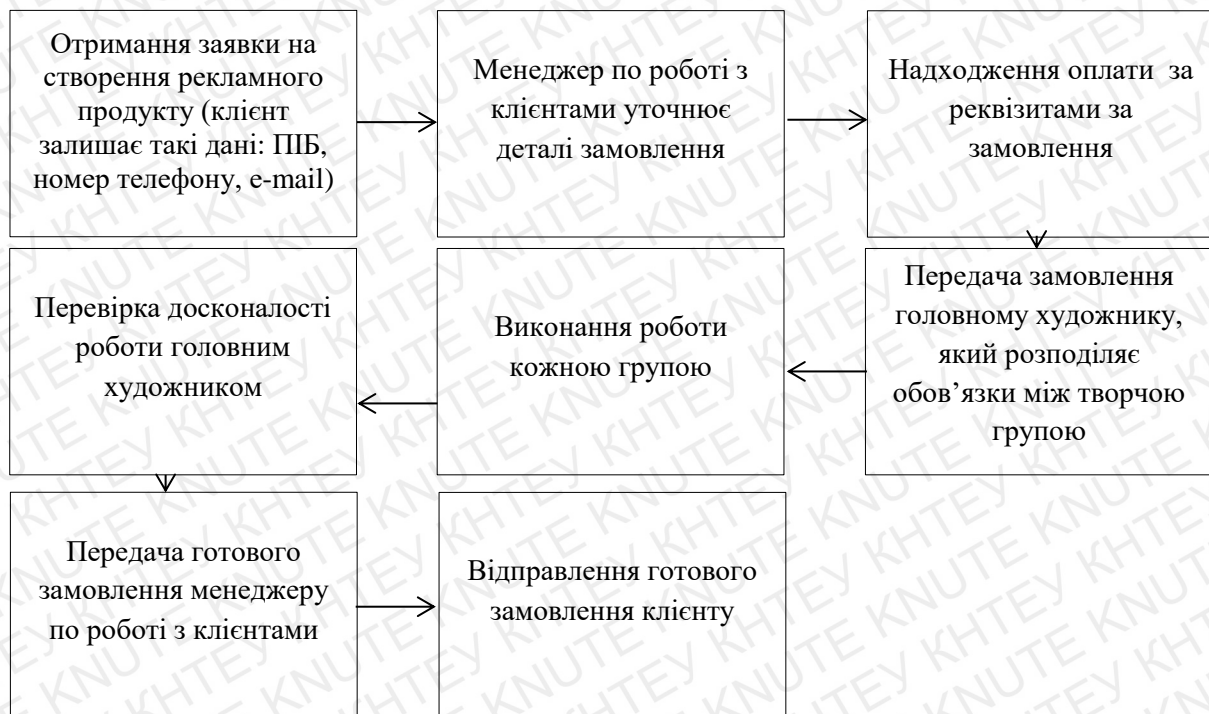 Отримання заявки на
створення рекламного
продукту (клієнт
залишає такі дані: ПІБ,
номер телефону, e-mail)
Менеджер по роботі з
клієнтами уточнює
деталі замовлення
Надходження оплати за
реквізитами за
замовлення
Передача замовлення
головному художнику,
який розподіляє
обов’язки між творчою
групою
Виконання роботи
кожною групою
Перевірка досконалості
роботи головним
художником
Передача готового
замовлення менеджеру
по роботі з клієнтами
Відправлення готового
замовлення клієнту